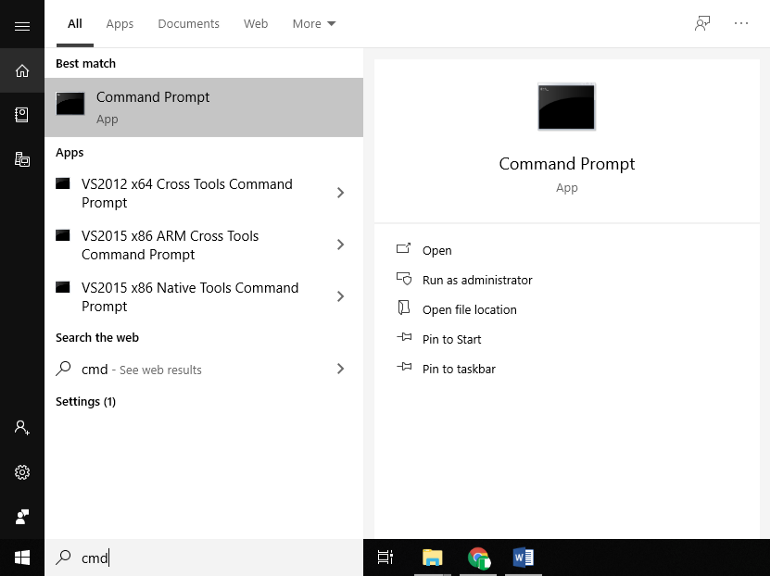 All Apps Documents Web More
Best match
Command Prompt
App
Apps
VS2012 x64 Cross Tools Command
Prompt
VS2015 x86 ARM Cross Tools
Command Prompt
VS2015 x86 Native Tools Command
Prompt
Search the web
cmd - See web results
Settings (1)
cmd
Command Prompt
App
Open
Run as administrator
Open file location
Pin to Start
Pin to taskbar